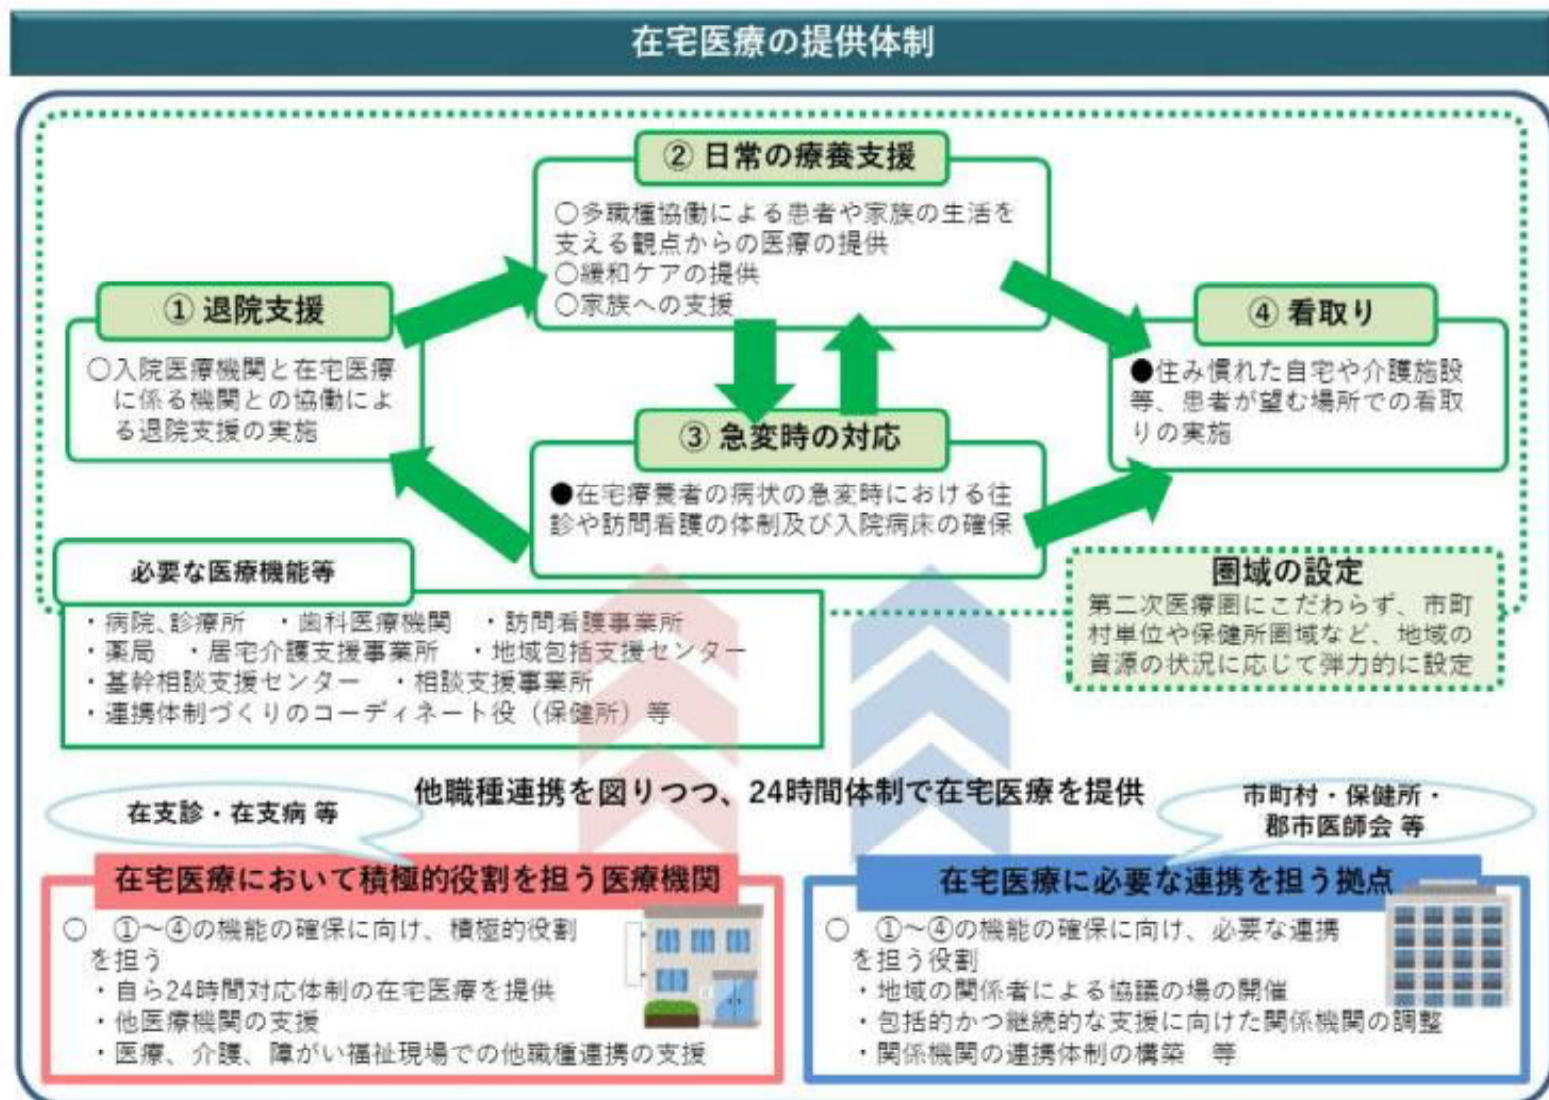 在宅医療の提供体制
② 日常の療養支援
○多職種協働による患者や家族の生活を
支える観点からの医療の提供
○緩和ケアの提供
○家族への支援
① 退院支援
○入院医療機関と在宅医療
に係る機関との協働によ
る退院支援の実施
④ 看取り
●住み慣れた自宅や介護施設
等、患者が望む場所での看取
りの実施
③ 急変時の対応
●在宅療養者の病状の急変時における往
診や訪問看護の体制及び入院病床の確保
必要な医療機能等
・病院、診療所 ・歯科医療機関 ・訪問看護事業所
・薬局 ・居宅介護支援事業所 ・地域包括支援センター
・基幹相談支援センター ・相談支援事業所
・連携体制づくりのコーディネート役（保健所）等
圏域の設定
第二次医療圏にこだわらず、市町
村単位や保健所圏域など、地域の
資源の状況に応じて弾力的に設定
他職種連携を図りつつ、24時間体制で在宅医療を提供
在支診・在支病 等
市町村・保健所・
郡市医師会 等
在宅医療において積極的役割を担う医療機関
○ ①～④の機能の確保に向け、積極的役割
を担う
・自ら24時間対応体制の在宅医療を提供
・他医療機関の支援
・医療、介護、障がい福祉現場での他職種連携の支援
在宅医療に必要な連携を担う拠点
○ ①～④の機能の確保に向け、必要な連携
を担う役割
・地域の関係者による協議の場の開催
・包括的かつ継続的な支援に向けた関係機関の調整
・関係機関の連携体制の構築 等